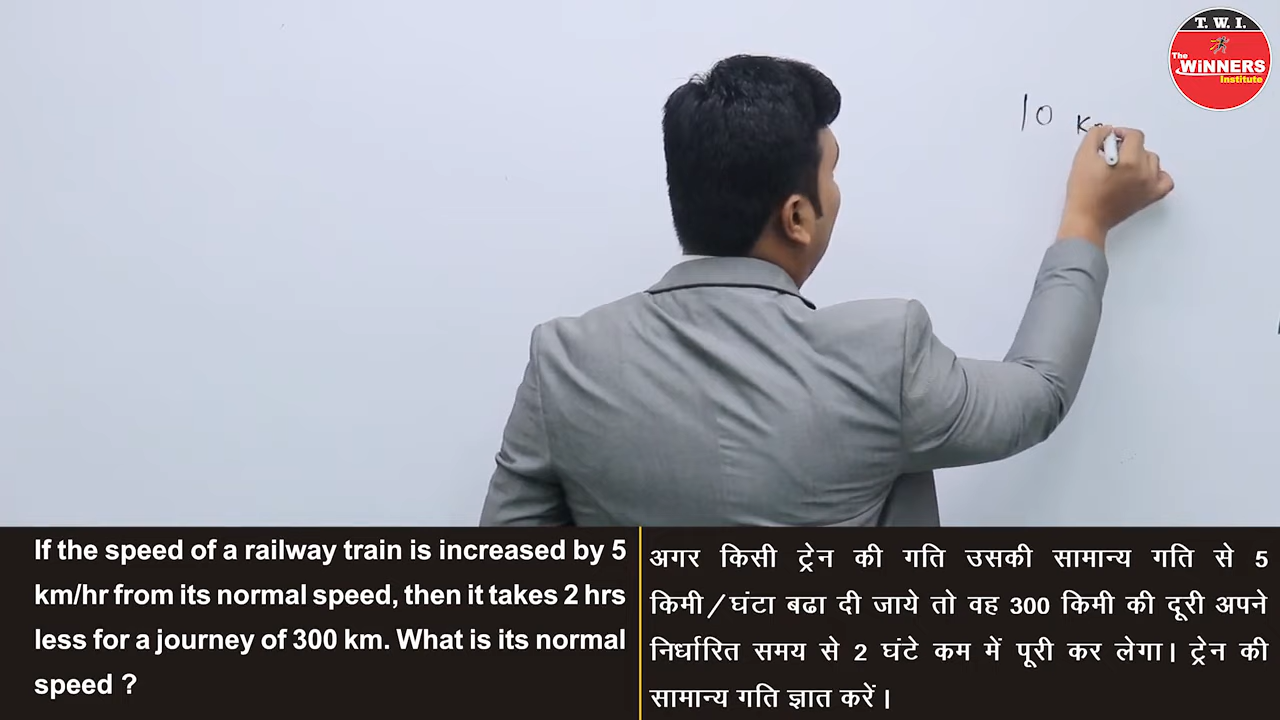 T. W. I.
The
WINNERS
Institute
10
If the speed of a railway train is increased by 5
km/hr from its normal speed, then it takes 2 hrs
less for a journey of 300 km. What is its normal
speed ?
अगर किसी ट्रेन की गति उसकी सामान्य गति से 5
किमी/घंटा बढा दी जाये तो वह 300 किमी की दूरी अपने
निर्धारित समय से 2 घंटे कम में पूरी कर लेगा। ट्रेन की
सामान्य गति ज्ञात करें।